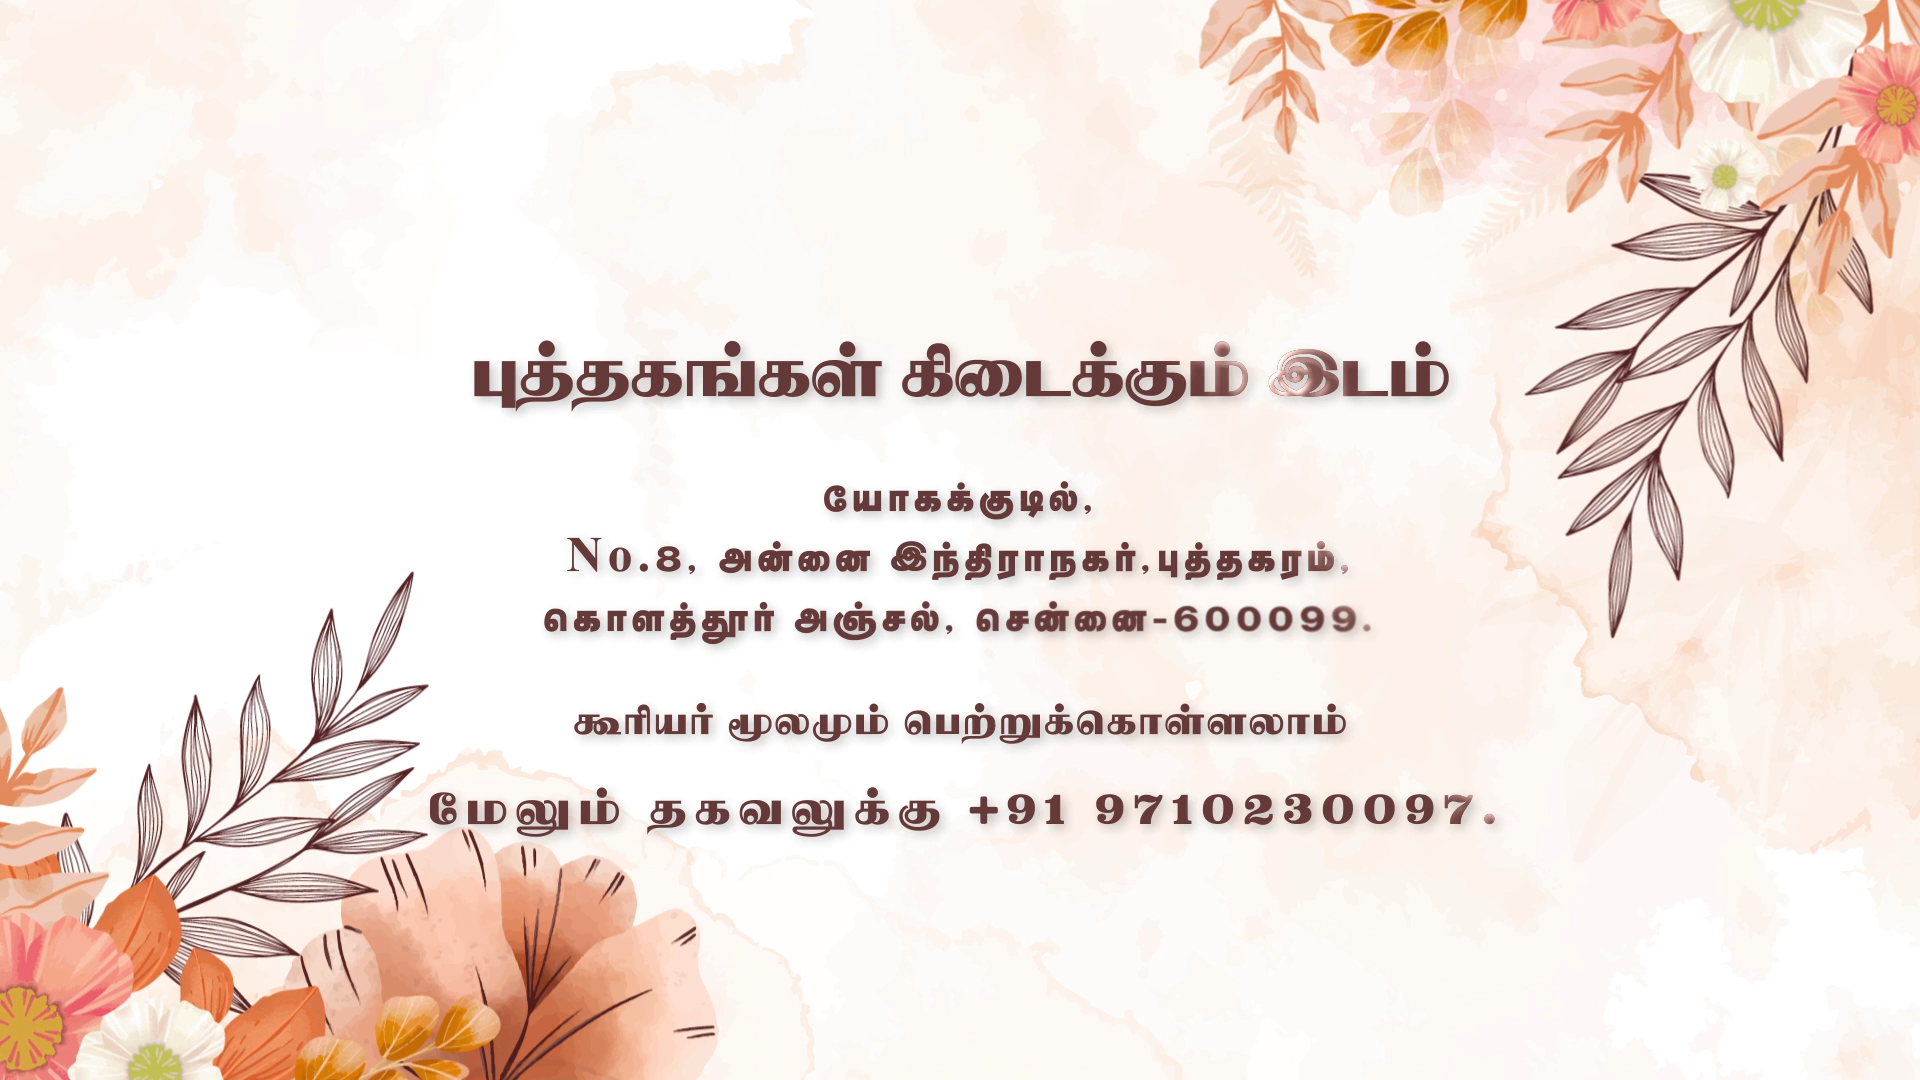 புத்தகங்கள் கிடைக்கும் இடம்
யோகக்குடில்,
No.8, அன்னை இந்திராநகர்,புத்தகரம்,
கொளத்தூர் அஞ்சல், சென்னை-600099.
கூரியர் மூலமும் பெற்றுக்கொள்ளலாம்
மேலும் தகவலுக்கு +91 9710230097.